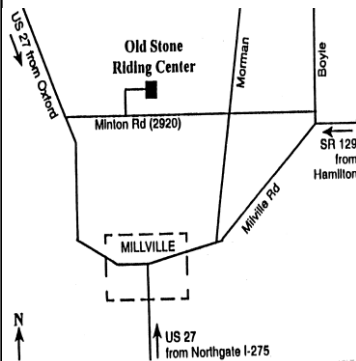 US 27 from Oxford
Old Stone
Riding Center
Morman
Boyle
Minton Rd (2920)
SR 129
from
Hamilton
Milville Rd
MILLVILLE
N
US 27
from Northgate I-275